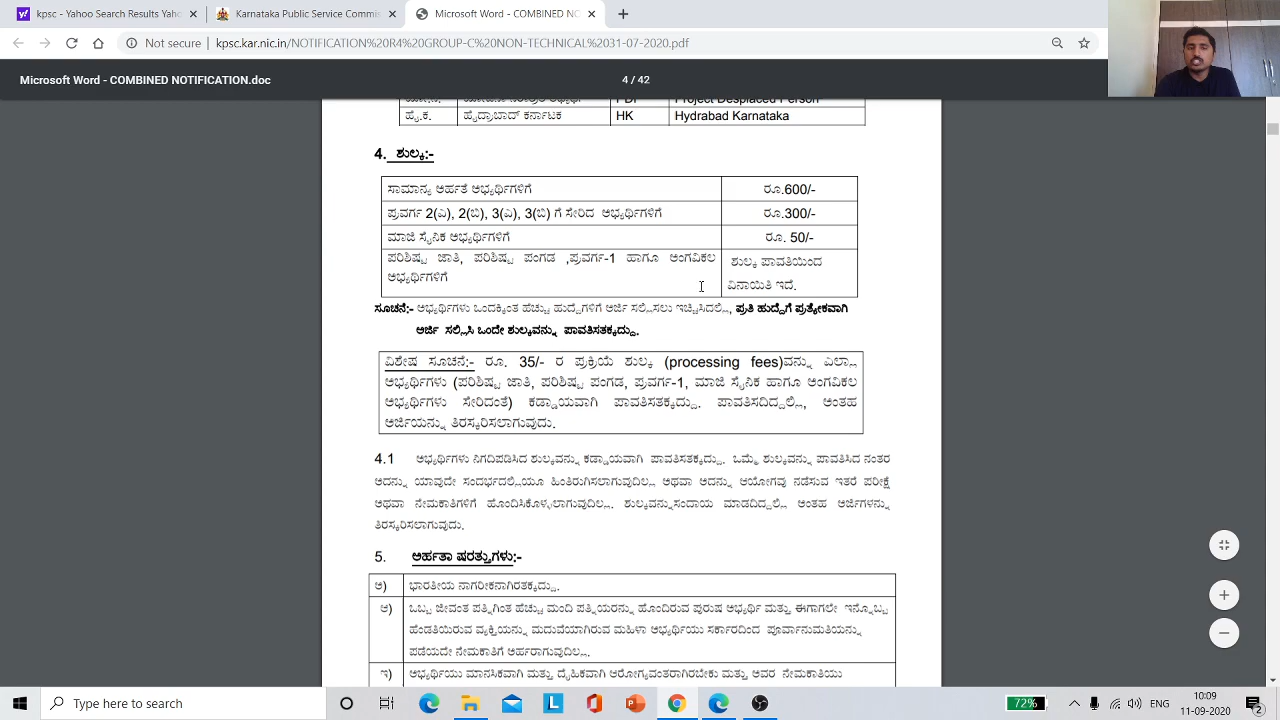 kpsc - Yahoo Search Results Yaho
Karnataka Public Service Commi
Microsoft Word - COMBINED NO
Not secure | kpsc.kar.nic.in/NOTIFICATION%20R4%20GROUP-C%20NON-TECHNICAL%2031-07-2020.pdf
Microsoft Word - COMBINED NOTIFICATION.doc
4 / 42
Project Desplaced Person
ಹೈ.ಕ. ಹೈದ್ರಾಬಾದ್ ಕರ್ನಾಟಕ HK Hydrabad Karnataka
4. ಶುಲ್ಕ:-
ಸಾಮಾನ್ಯ ಅರ್ಹತೆ ಅಭ್ಯರ್ಥಿಗಳಿಗೆ ರೂ.600/-
ಪ್ರವರ್ಗ 2(ಎ), 2(ಬಿ), 3(ಎ), 3(ಬಿ) ಗೆ ಸೇರಿದ ಅಭ್ಯರ್ಥಿಗಳಿಗೆ ರೂ.300/-
ಮಾಜಿ ಸೈನಿಕ ಅಭ್ಯರ್ಥಿಗಳಿಗೆ ರೂ. 50/-
ಪರಿಶಿಷ್ಟ ಜಾತಿ, ಪರಿಶಿಷ್ಟ ಪಂಗಡ ,ಪ್ರವರ್ಗ-1 ಹಾಗೂ ಅಂಗವಿಕಲ
ಅಭ್ಯರ್ಥಿಗಳಿಗೆ
ಶುಲ್ಕ ಪಾವತಿಯಿಂದ
ವಿನಾಯಿತಿ ಇದೆ.
ಸೂಚನೆ:- ಅಭ್ಯರ್ಥಿಗಳು ಒಂದಕ್ಕಿಂತ ಹೆಚ್ಚು ಹುದ್ದೆಗಳಿಗೆ ಅರ್ಜಿ ಸಲ್ಲಿಸಲು ಇಚ್ಛಿಸಿದಲ್ಲಿ, ಪ್ರತಿ ಹುದ್ದೆಗೆ ಪ್ರತ್ಯೇಕವಾಗಿ
ಅರ್ಜಿ ಸಲ್ಲಿಸಿ ಒಂದೇ ಶುಲ್ಕವನ್ನು ಪಾವತಿಸತಕ್ಕದ್ದು.
ವಿಶೇಷ ಸೂಚನೆ:- ರೂ. 35/- ರ ಪ್ರಕ್ರಿಯೆ ಶುಲ್ಕ (processing fees)ವನ್ನು ಎಲ್ಲಾ
ಅಭ್ಯರ್ಥಿಗಳು (ಪರಿಶಿಷ್ಟ ಜಾತಿ, ಪರಿಶಿಷ್ಟ ಪಂಗಡ, ಪ್ರವರ್ಗ-1, ಮಾಜಿ ಸೈನಿಕ ಹಾಗೂ ಅಂಗವಿಕಲ
ಅಭ್ಯರ್ಥಿಗಳು ಸೇರಿದಂತೆ) ಕಡ್ಡಾಯವಾಗಿ ಪಾವತಿಸತಕ್ಕದ್ದು. ಪಾವತಿಸದಿದ್ದಲ್ಲಿ, ಅಂತಹ
ಅರ್ಜಿಯನ್ನು ತಿರಸ್ಕರಿಸಲಾಗುವುದು.
4.1 ಅಭ್ಯರ್ಥಿಗಳು ನಿಗದಿಪಡಿಸಿದ ಶುಲ್ಕವನ್ನು ಕಡ್ಡಾಯವಾಗಿ ಪಾವತಿಸತಕ್ಕದ್ದು. ಒಮ್ಮೆ ಶುಲ್ಕವನ್ನು ಪಾವತಿಸಿದ ನಂತರ
ಅದನ್ನು ಯಾವುದೇ ಸಂದರ್ಭದಲ್ಲಿಯೂ ಹಿಂತಿರುಗಿಸಲಾಗುವುದಿಲ್ಲ ಅಥವಾ ಅದನ್ನು ಆಯೋಗವು ನಡೆಸುವ ಇತರೆ ಪರೀಕ್ಷೆ
ಅಥವಾ ನೇಮಕಾತಿಗಳಿಗೆ ಹೊಂದಿಸಿಕೊಳ್ಳಲಾಗುವುದಿಲ್ಲ. ಶುಲ್ಕವನ್ನುಸಂದಾಯ ಮಾಡದಿದ್ದಲ್ಲಿ ಅಂತಹ ಅರ್ಜಿಗಳನ್ನು
ತಿರಸ್ಕರಿಸಲಾಗುವುದು.
5. ಅರ್ಹತಾ ಷರತ್ತುಗಳು:-
ಅ) ಭಾರತೀಯ ನಾಗರೀಕನಾಗಿರತಕ್ಕದ್ದು.
ಆ) ಒಬ್ಬ ಜೀವಂತ ಪತ್ನಿಗಿಂತ ಹೆಚ್ಚು ಮಂದಿ ಪತ್ನಿಯರನ್ನು ಹೊಂದಿರುವ ಪುರುಷ ಅಭ್ಯರ್ಥಿ ಮತ್ತು ಈಗಾಗಲೇ ಇನ್ನೊಬ್ಬ
ಹೆಂಡತಿಯಿರುವ ವ್ಯಕ್ತಿಯನ್ನು ಮದುವೆಯಾಗಿರುವ ಮಹಿಳಾ ಅಭ್ಯರ್ಥಿಯು ಸರ್ಕಾರದಿಂದ ಪೂರ್ವಾನುಮತಿಯನ್ನು
ಪಡೆಯದೇ ನೇಮಕಾತಿಗೆ ಅರ್ಹರಾಗುವುದಿಲ್ಲ.
ಇ) ಅಭ್ಯರ್ಥಿಯು ಮಾನಸಿಕವಾಗಿ ಮತ್ತು ದೈಹಿಕವಾಗಿ ಆರೋಗ್ಯವಂತರಾಗಿರಬೇಕು ಮತ್ತು ಅವರ ನೇಮಕಾತಿಯು
Type here to search
72%
ENG
10:09
11-09-2020
2